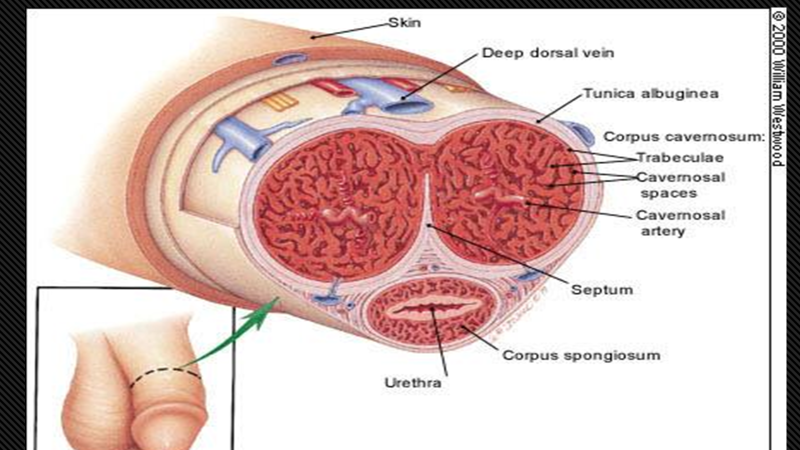 Skin
Deep dorsal vein
Tunica albuginea
Corpus cavernosum:
Trabeculae
Cavernosal
spaces
Cavernosal
artery
Septum
Corpus spongiosum
Urethra
© 2000 William Westwood